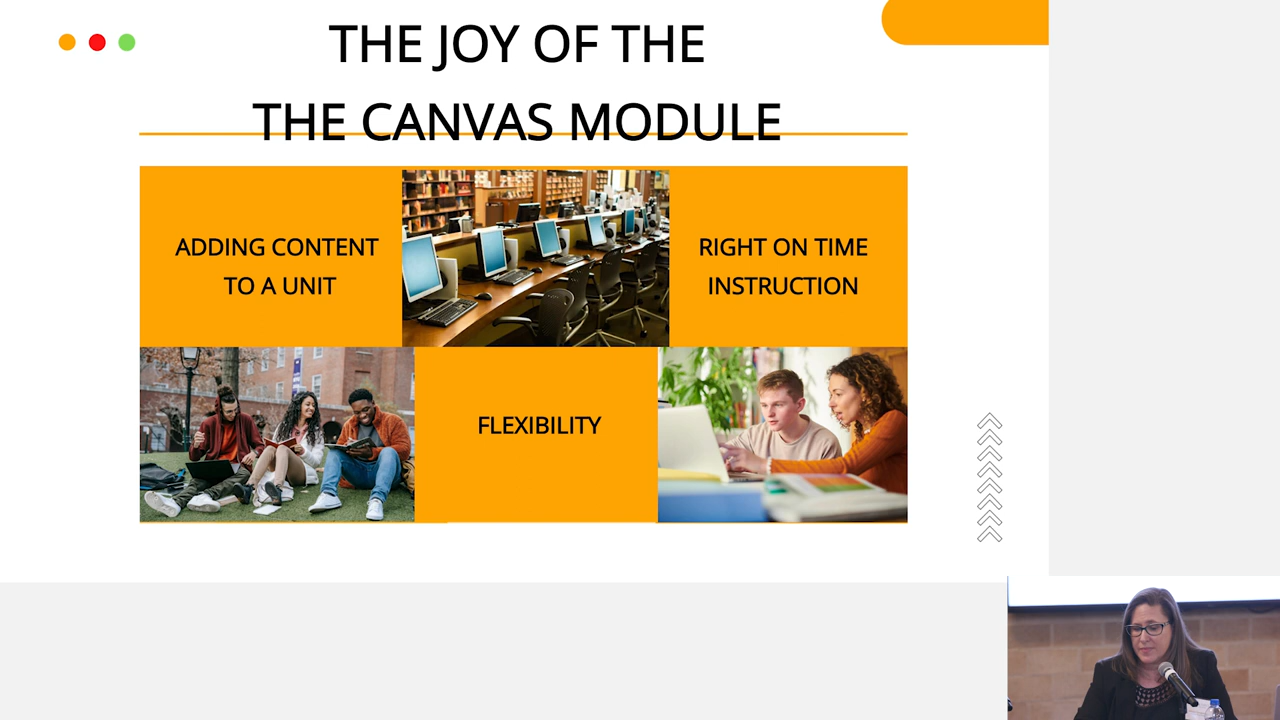 THE JOY OF THE
THE CANVAS MODULE
ADDING CONTENT
TO A UNIT
RIGHT ON TIME
INSTRUCTION
FLEXIBILITY